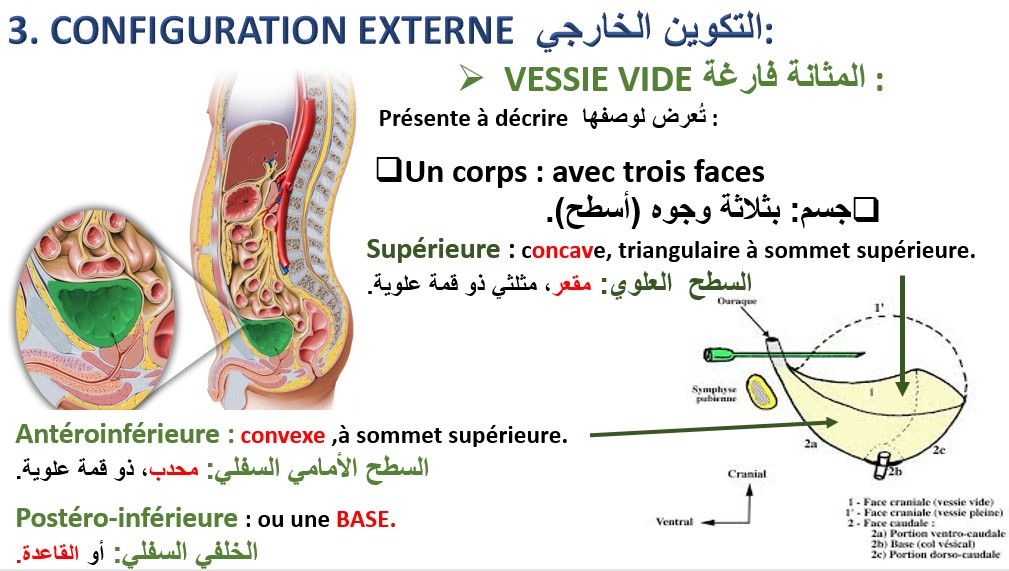 3. CONFIGURATION EXTERNE التكوين الخارجي:
➢ VESSIE VIDE المثانة فارغة :
Présente à décrire تُعرض لوصفها :
❑Un corps : avec trois faces
❑جسم: بثلاثة وجوه (أسطح).
Supérieure : concave, triangulaire à sommet supérieure.
السطح العلوي: مقعر، مثلثي ذو قمة علوية.
Ouraque
1'
Symphyse
pubienne
1
2a
2c
2b
Antéroinférieure : convexe ,à sommet supérieure.
السطح الأمامي السفلي: محدب، ذو قمة علوية.
Cranial
Ventral
Postéro-inférieure : ou une BASE.
الخلفي السفلي: أو القاعدة.
1 - Face craniale (vessie vide)
1' - Face craniale (vessie pleine)
2 - Face caudale :
2a) Portion ventro-caudale
2b) Base (col vésical)
2c) Portion dorso-caudale